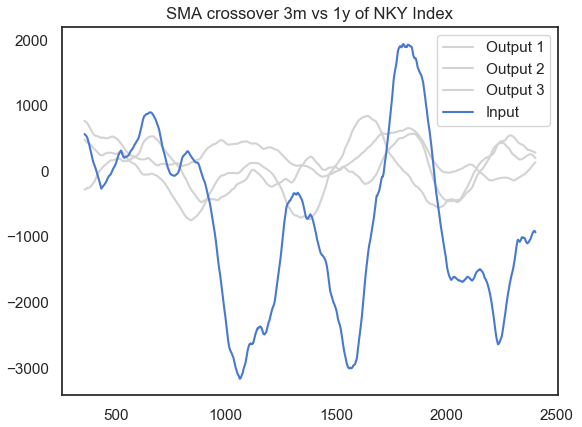 SMA crossover 3m vs 1y of NKY Index
Output 1
Output 2
Output 3
Input
2000
1000
0
−1000
−2000
−3000
500
1000
1500
2000
2500